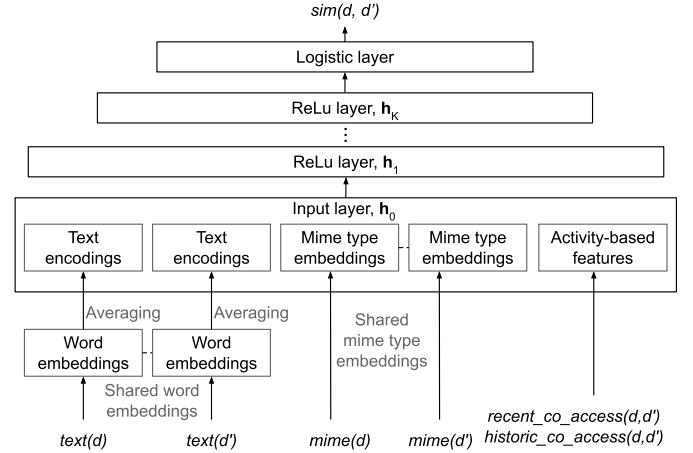 sim(d, d’)
Logistic layer
ReLu layer, hK
ReLu layer, h1
Input layer, h0
Text encodings
Text encodings
Mime type embeddings
Mime type embeddings
Activity-based features
Averaging
Averaging
Shared mime type embeddings
Word embeddings
Word embeddings
Shared word embeddings
text(d)
text(d')
mime(d)
mime(d')
recent_co_access(d,d')
historic_co_access(d,d')